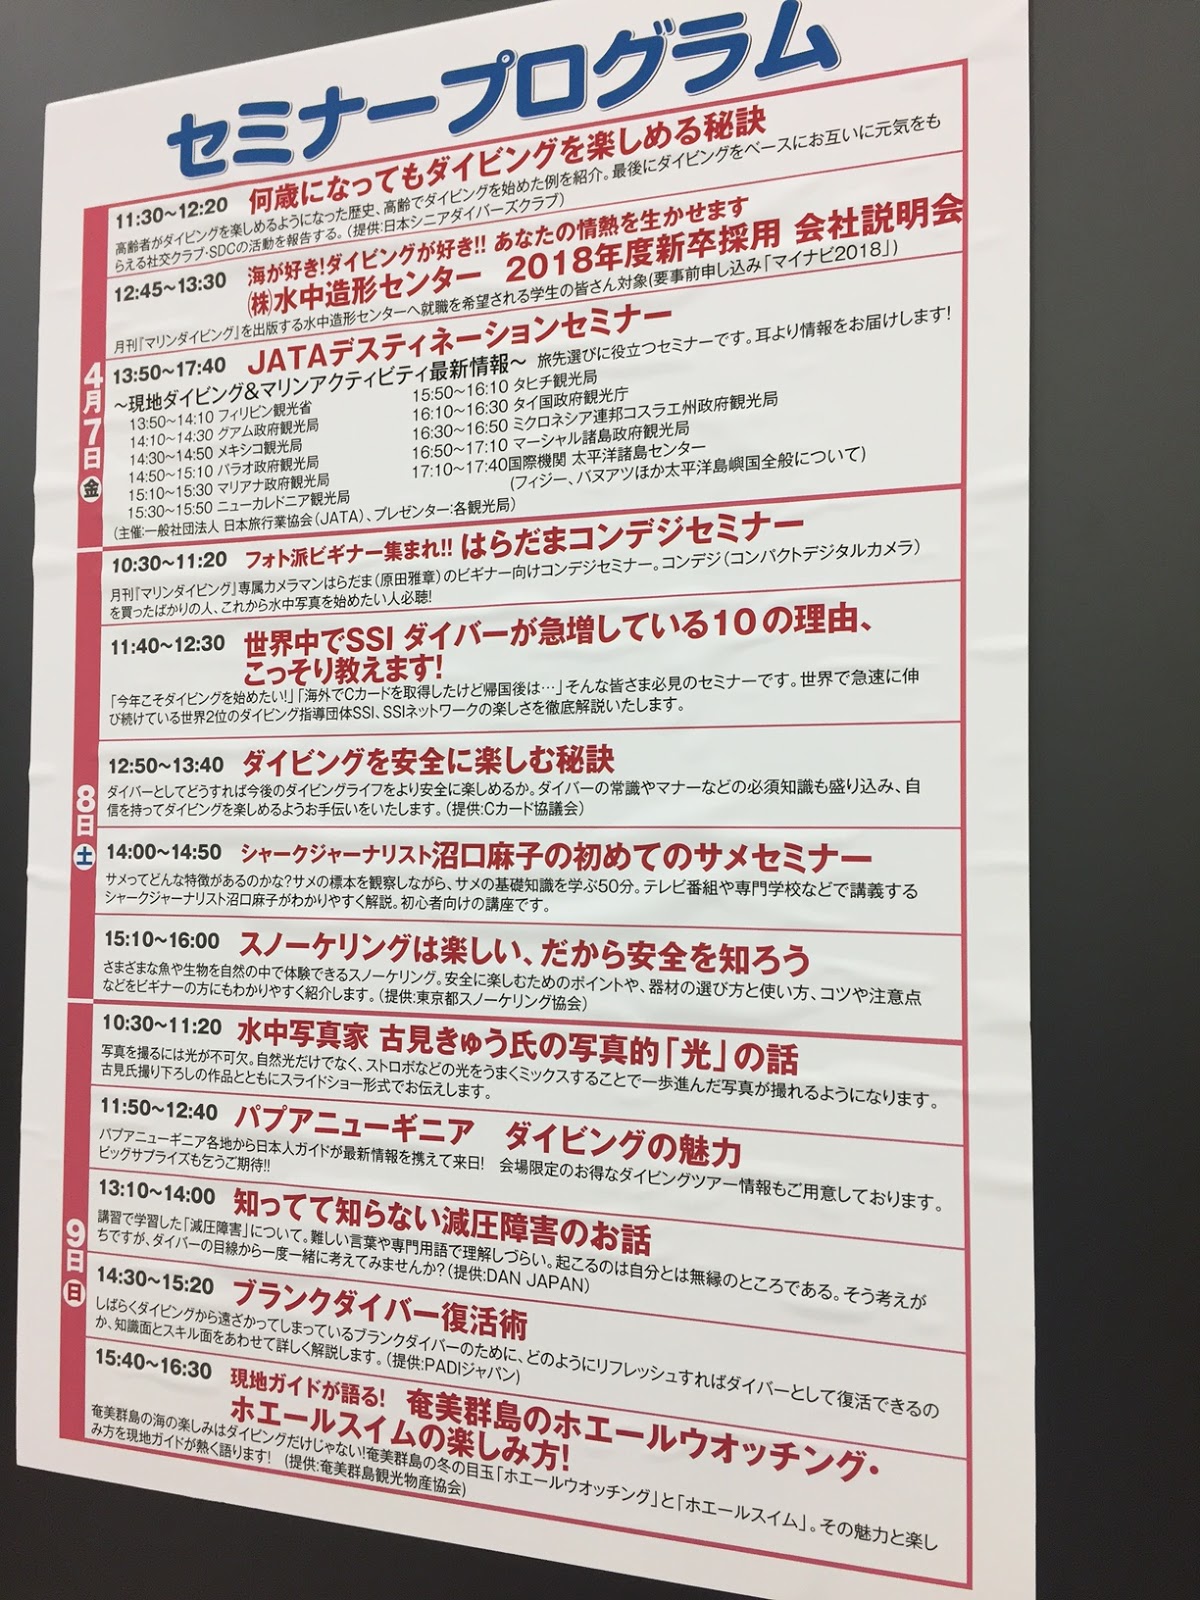 セミナープログラム
4月7日(金)
11:30~12:20 何歳になってもダイビングを楽しめる秘訣
高齢者がダイビングを楽しめるようになった歴史、高齢でダイビングを始めた例を紹介。最後にダイビングをベースにお互いに元気をも
らえる社交クラブ・SDCの活動を報告する。(提供:日本シニアダイバーズクラブ)
12:45~13:30 海が好き!ダイビングが好き!! あなたの情熱を生かせます
(株)水中造形センター 2018年度新卒採用 会社説明会
月刊『マリンダイビング』を出版する水中造形センターへ就職を希望される学生の皆さん対象(要事前申し込み「マイナビ2018」)
13:50~17:40 JATAデスティネーションセミナー
~現地ダイビング&マリンアクティビティ最新情報~ 旅先選びに役立つセミナーです。耳より情報をお届けします!
13:50~14:10 フィリピン観光省
14:10~14:30 グアム政府観光局
14:30~14:50 メキシコ観光局
14:50~15:10 パラオ政府観光局
15:10~15:30 マリアナ政府観光局
15:30~15:50 ニューカレドニア観光局
15:50~16:10 タヒチ観光局
16:10~16:30 タイ国政府観光庁
16:30~16:50 ミクロネシア連邦コスラエ州政府観光局
16:50~17:10 マーシャル諸島政府観光局
17:10~17:40 国際機関 太平洋諸島センター
(フィジー、バヌアツほか太平洋島嶼国全般について)
(主催:一般社団法人 日本旅行業協会(JATA)、プレゼンター:各観光局)
8日(土)
10:30~11:20 フォト派ビギナー集まれ!! はらだまコンデジセミナー
月刊『マリンダイビング』専属カメラマンはらだま(原田雅章)のビギナー向けコンデジセミナー。コンデジ(コンパクトデジタルカメラ)
を買ったばかりの人、これから水中写真を始めたい人必聴!
11:40~12:30 世界中でSSI ダイバーが急増している10の理由、
こっそり教えます!
「今年こそダイビングを始めたい!」「海外でCカードを取得したけど帰国後は…」そんな皆さま必見のセミナーです。世界で急速に伸
び続けている世界2位のダイビング指導団体SSI、SSIネットワークの楽しさを徹底解説いたします。
12:50~13:40 ダイビングを安全に楽しむ秘訣
ダイバーとしてどうすれば今後のダイビングライフをより安全に楽しめるか。ダイバーの常識やマナーなどの必須知識も盛り込み、自
信を持ってダイビングを楽しめるようお手伝いをいたします。(提供:Cカード協議会)
14:00~14:50 シャークジャーナリスト沼口麻子の初めてのサメセミナー
サメってどんな特徴があるのかな?サメの標本を観察しながら、サメの基礎知識を学ぶ50分。テレビ番組や専門学校などで講義する
シャークジャーナリスト沼口麻子がわかりやすく解説。初心者向けの講座です。
15:10~16:00 スノーケリングは楽しい、だから安全を知ろう
さまざまな魚や生物を自然の中で体験できるスノーケリング。安全に楽しむためのポイントや、器材の選び方と使い方、コツや注意点
などをビギナーの方にもわかりやすく紹介します。(提供:東京都スノーケリング協会)
9日(日)
10:30~11:20 水中写真家 古見きゅう氏の写真的「光」の話
写真を撮るには光が不可欠。自然光だけでなく、ストロボなどの光をうまくミックスすることで一歩進んだ写真が撮れるようになります。
古見氏撮り下ろしの作品とともにスライドショー形式でお伝えします。
11:50~12:40 パプアニューギニア ダイビングの魅力
パプアニューギニア各地から日本人ガイドが最新情報を携えて来日! 会場限定のお得なダイビングツアー情報もご用意しております。
ビッグサプライズも乞うご期待!!
13:10~14:00 知ってて知らない減圧障害のお話
講習で学習した「減圧障害」について。難しい言葉や専門用語で理解しづらい。起こるのは自分とは無縁のところである。そう考えが
ちですが、ダイバーの目線から一度一緒に考えてみませんか?(提供:DAN JAPAN)
14:30~15:20 ブランクダイバー復活術
しばらくダイビングから遠ざかってしまっているブランクダイバーのために、どのようにリフレッシュすればダイバーとして復活できるの
か、知識面とスキル面をあわせて詳しく解説します。(提供:PADIジャパン)
15:40~16:30 現地ガイドが語る! 奄美群島のホエールウオッチング・
ホエールスイムの楽しみ方!
奄美群島の海の楽しみはダイビングだけじゃない!奄美群島の冬の目玉「ホエールウオッチング」と「ホエールスイム」。その魅力と楽し
み方を現地ガイドが熱く語ります! (提供:奄美群島観光物産協会)